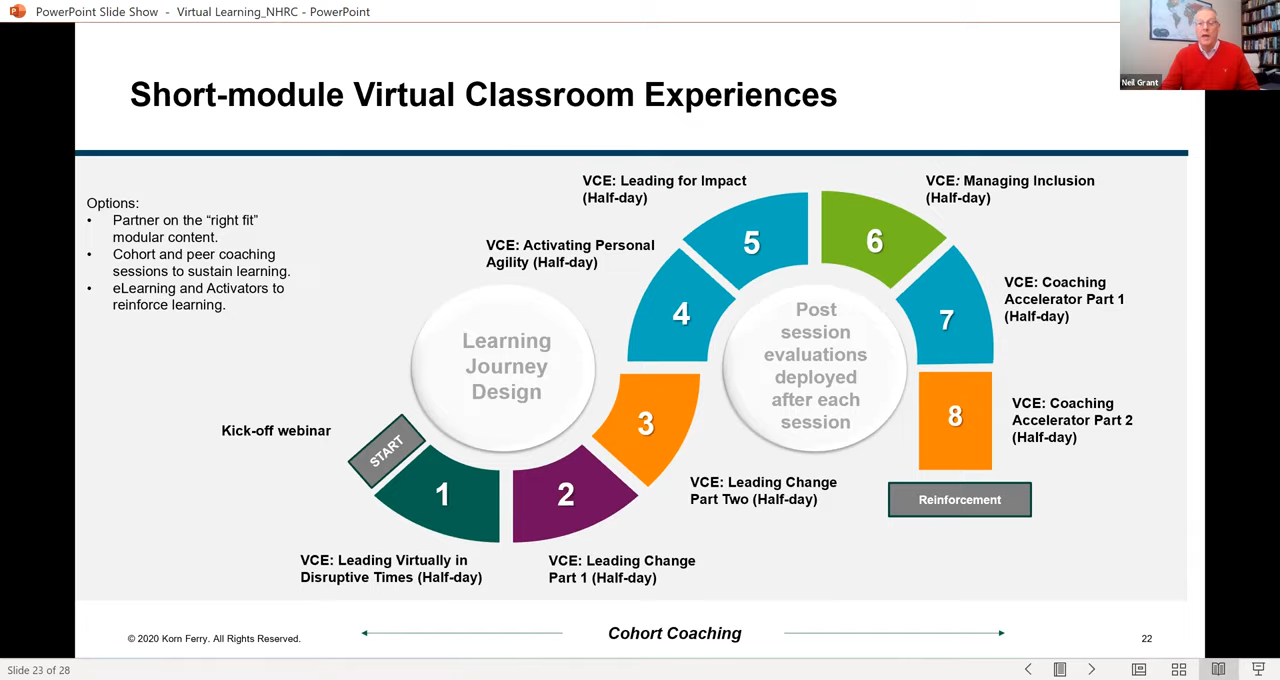 PowerPoint Slide Show - Virtual Learning_NHRC - PowerPoint
Neil Grant
Short-module Virtual Classroom Experiences
Options:
• Partner on the “right fit”
modular content.
• Cohort and peer coaching
sessions to sustain learning.
• eLearning and Activators to
reinforce learning.
Kick-off webinar
START
Learning
Journey
Design
1
VCE: Leading Virtually in
Disruptive Times (Half-day)
2
VCE: Leading Change
Part 1 (Half-day)
3
VCE: Leading Change
Part Two (Half-day)
4
VCE: Activating Personal
Agility (Half-day)
5
VCE: Leading for Impact
(Half-day)
Post
session
evaluations
deployed
after each
session
6
VCE: Managing Inclusion
(Half-day)
7
VCE: Coaching
Accelerator Part 1
(Half-day)
8
VCE: Coaching
Accelerator Part 2
(Half-day)
Reinforcement
© 2020 Korn Ferry. All Rights Reserved.
Cohort Coaching
22
Slide 23 of 28